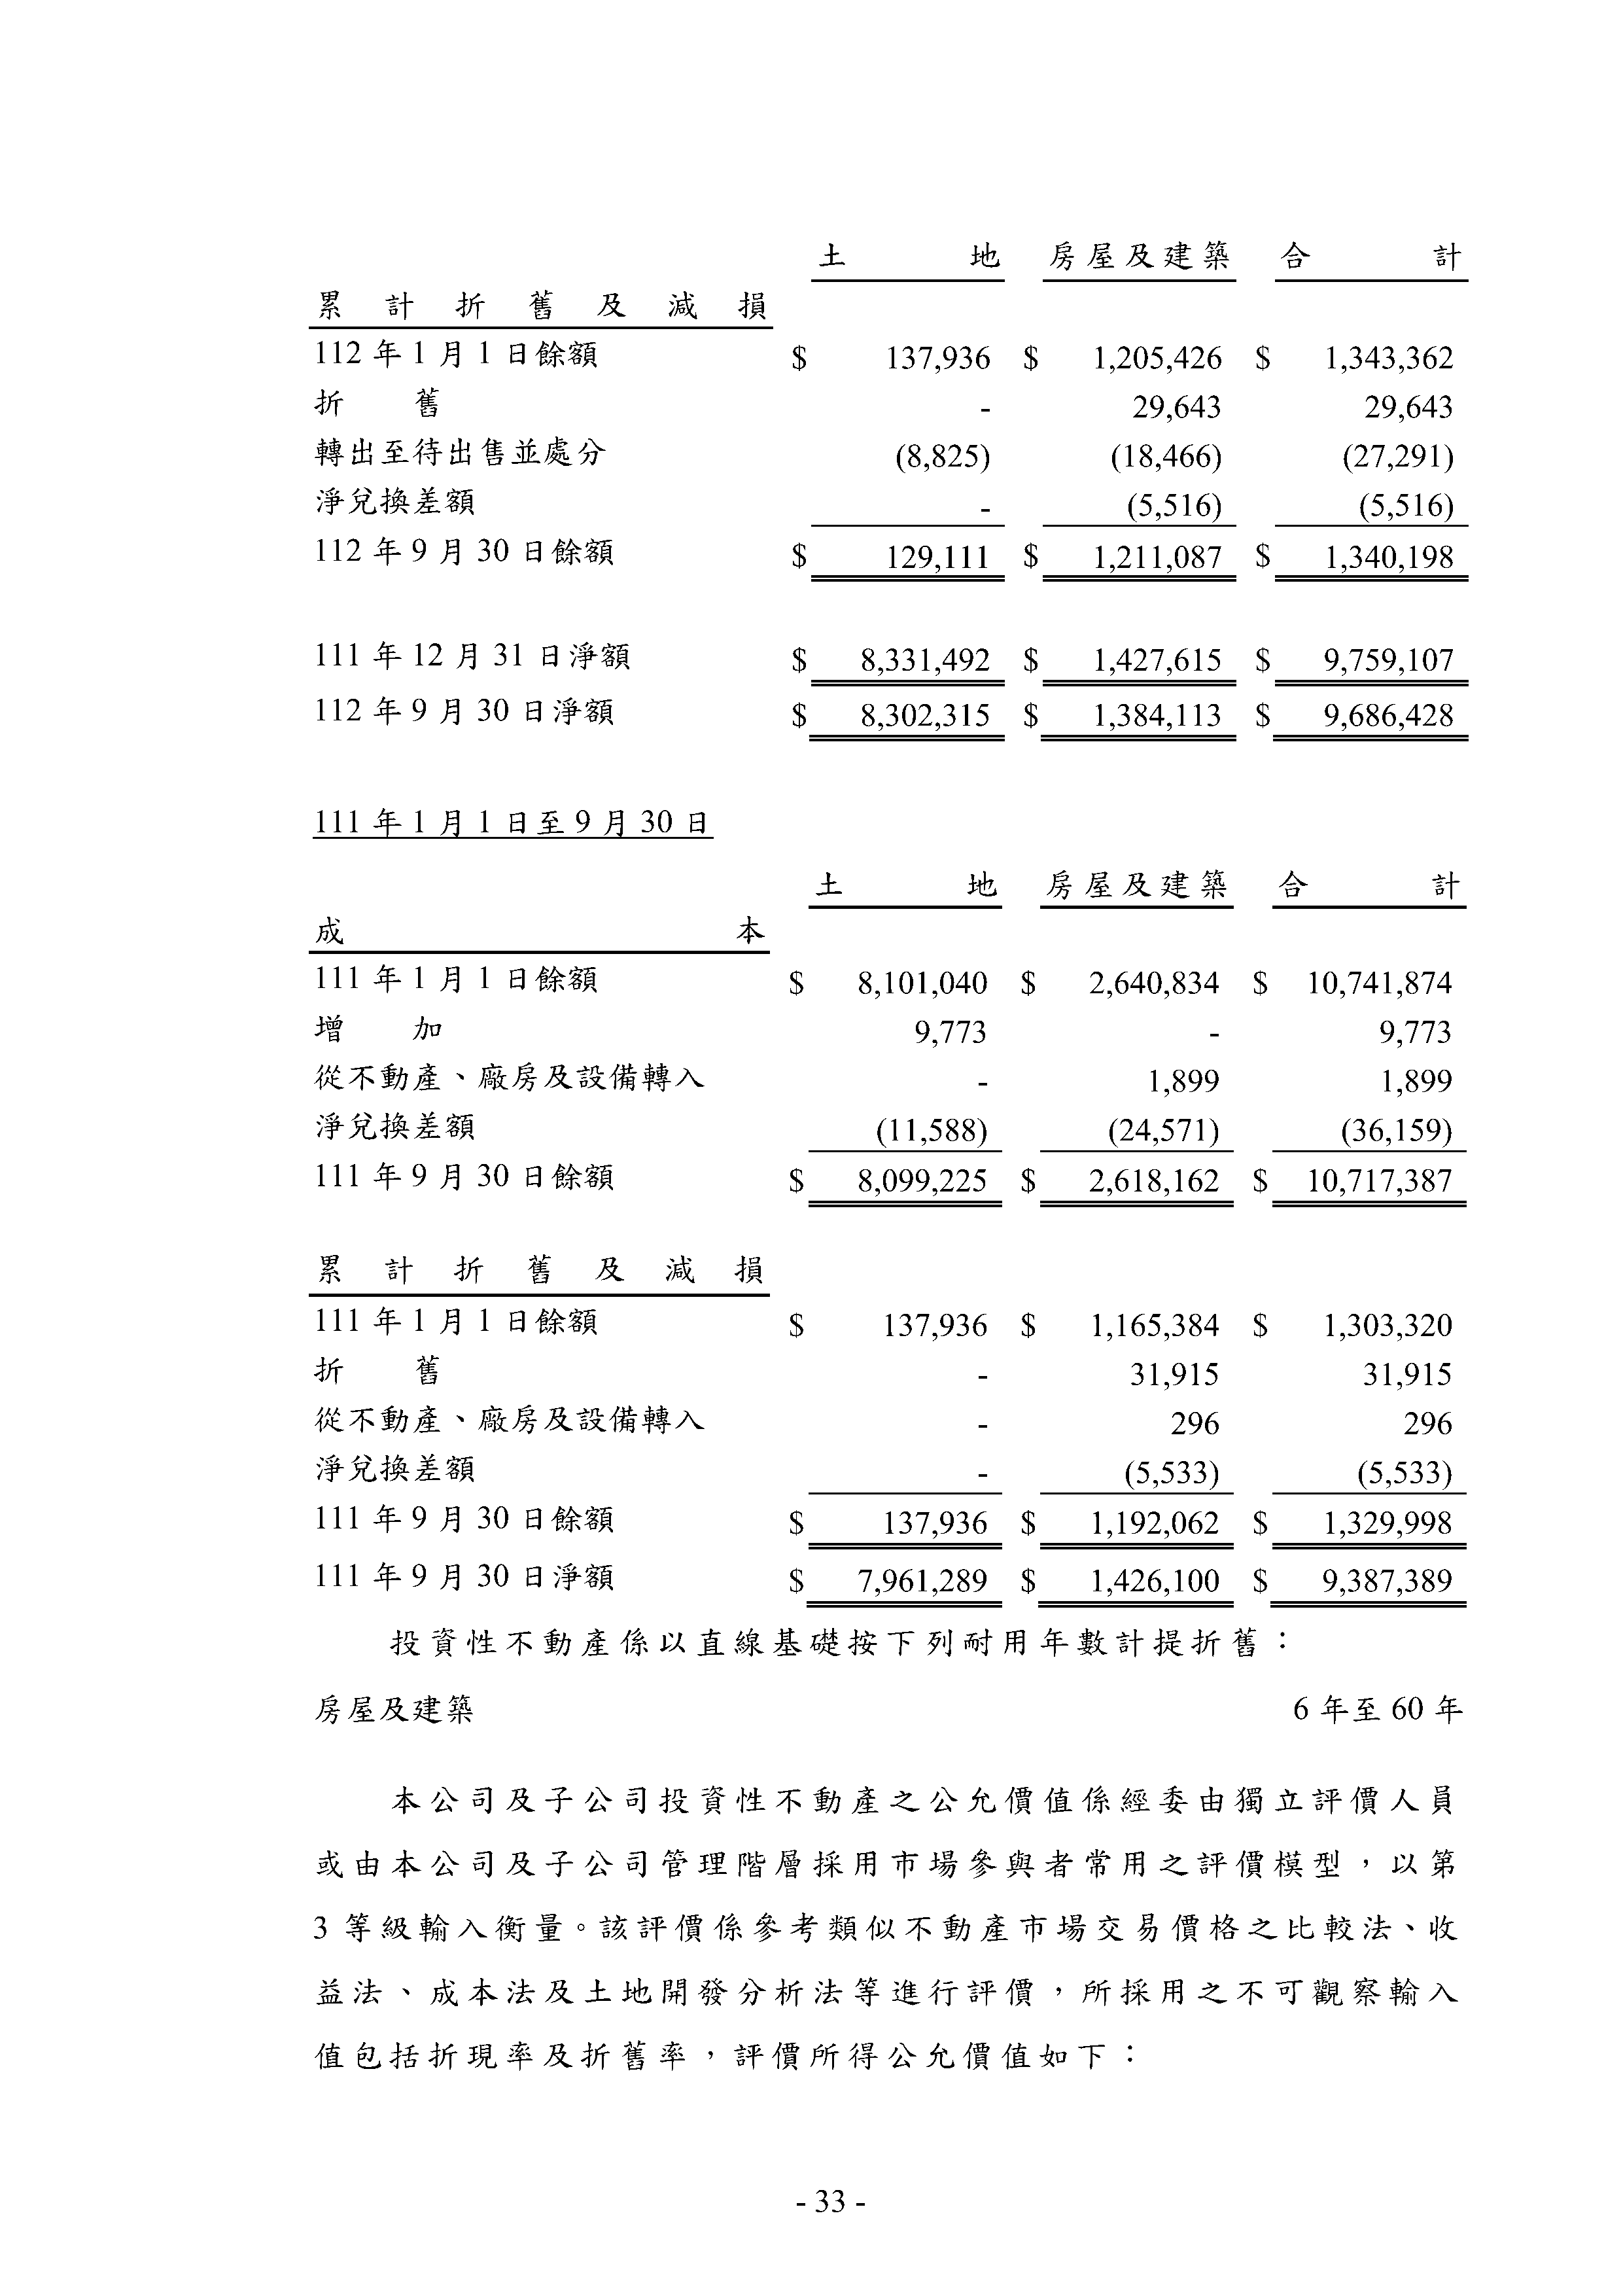 土地 房屋及建築 合計
累計折舊及減損
112 年 1 月 1 日餘額 $ 137,936 $ 1,205,426 $ 1,343,362
折舊 - 29,643 29,643
轉出至待出售並處分 (8,825) (18,466) (27,291)
淨兌換差額 - (5,516) (5,516)
112 年 9 月 30 日餘額 $ 129,111 $ 1,211,087 $ 1,340,198
111 年 12 月 31 日淨額 $ 8,331,492 $ 1,427,615 $ 9,759,107
112 年 9 月 30 日淨額 $ 8,302,315 $ 1,384,113 $ 9,686,428
111 年 1 月 1 日至 9 月 30 日
土地 房屋及建築 合計
成本
111 年 1 月 1 日餘額 $ 8,101,040 $ 2,640,834 $ 10,741,874
增加 9,773 - 9,773
從不動產、廠房及設備轉入 - 1,899 1,899
淨兌換差額 (11,588) (24,571) (36,159)
111 年 9 月 30 日餘額 $ 8,099,225 $ 2,618,162 $ 10,717,387
累計折舊及減損
111 年 1 月 1 日餘額 $ 137,936 $ 1,165,384 $ 1,303,320
折舊 - 31,915 31,915
從不動產、廠房及設備轉入 - 296 296
淨兌換差額 - (5,533) (5,533)
111 年 9 月 30 日餘額 $ 137,936 $ 1,192,062 $ 1,329,998
111 年 9 月 30 日淨額 $ 7,961,289 $ 1,426,100 $ 9,387,389
投資性不動產係以直線基礎按下列耐用年數計提折舊：
房屋及建築 6 年至 60 年
本公司及子公司投資性不動產之公允價值係經委由獨立評價人員
或由本公司及子公司管理階層採用市場參與者常用之評價模型，以第
3 等級輸入衡量。該評價係參考類似不動產市場交易價格之比較法、收
益法、成本法及土地開發分析法等進行評價，所採用之不可觀察輸入
值包括折現率及折舊率，評價所得公允價值如下：
- 33 -